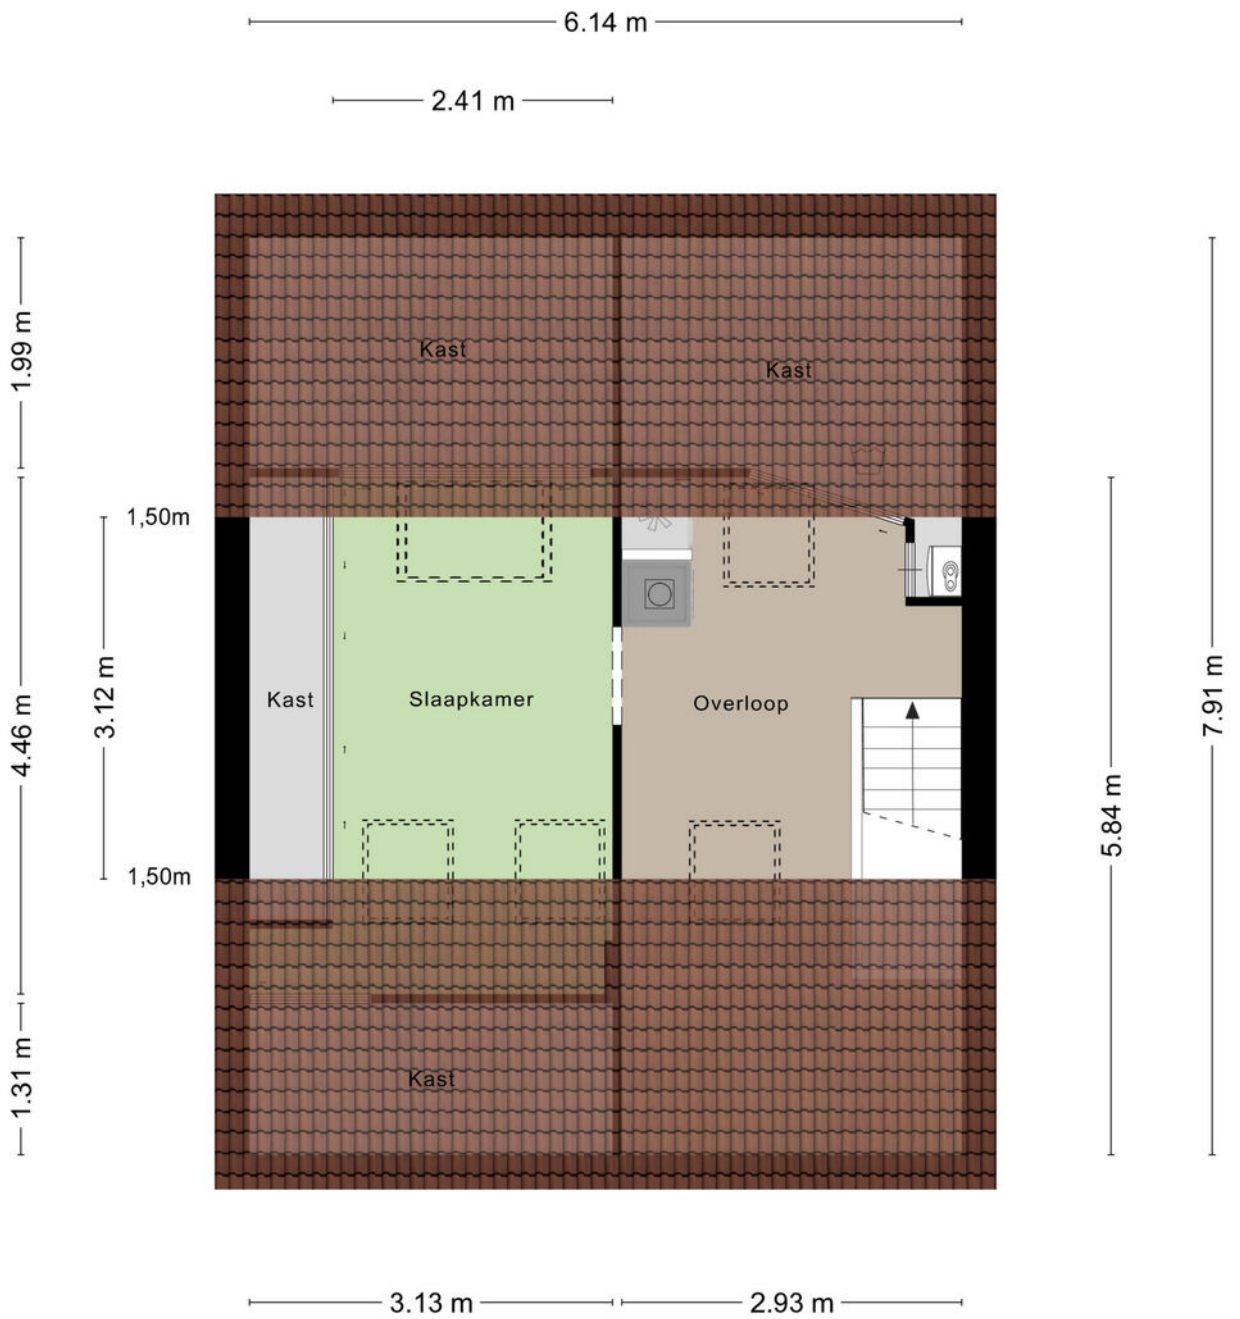 6.14 m
2.41 m
1.99 m
Kast
Kast
1,50m
4.46 m
3.12 m
Kast
Slaapkamer
Overloop
7.91 m
5.84 m
1,50m
1.31 m
Kast
3.13 m
2.93 m